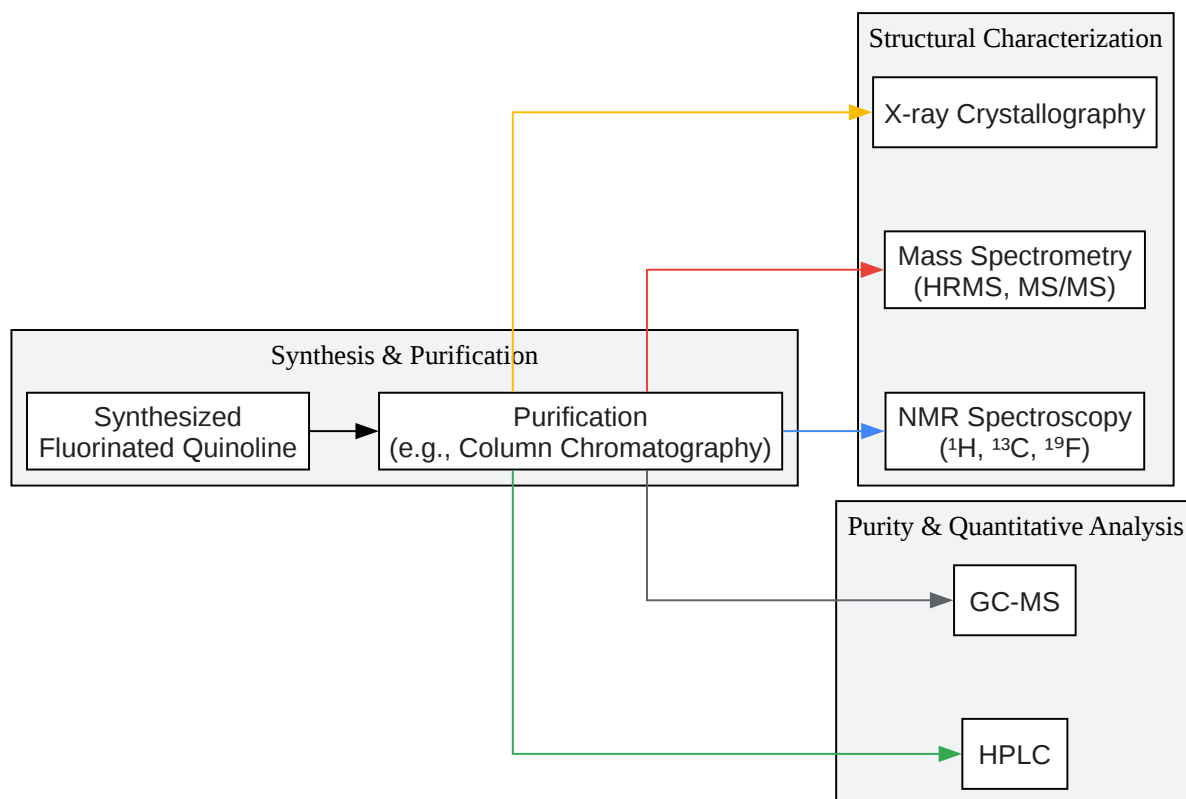 Structural Characterization
X-ray Crystallography
Mass Spectrometry
(HRMS, MS/MS)
Synthesis & Purification
Synthesized
Fluorinated Quinoline
Purification
(e.g., Column Chromatography)
NMR Spectroscopy
(¹H, ¹³C, ¹⁹F)
Purity & Quantitative Analysis
GC-MS
HPLC